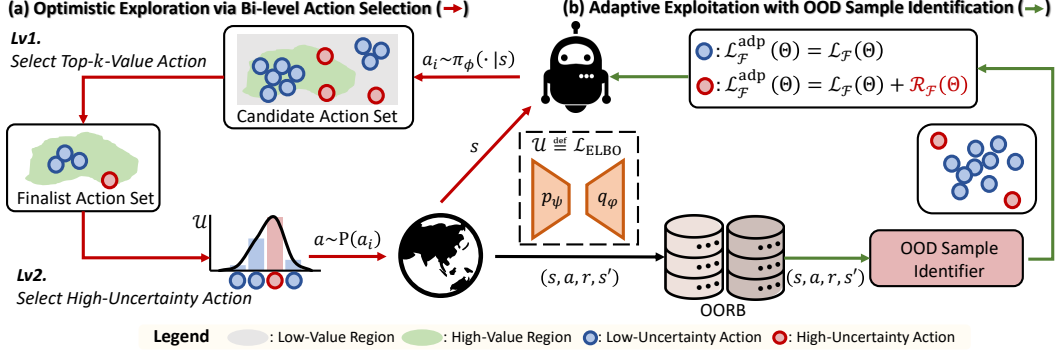 (a) Optimistic Exploration via Bi-level Action Selection (→)
(b) Adaptive Exploitation with OOD Sample Identification (→)
Lv1.
Select Top-k-Value Action
Candidate Action Set
a_i~π_ϕ(· |s)
: ℒ_ℱ^adp (Θ) = ℒ_ℱ(Θ)
: ℒ_ℱ^adp (Θ) = ℒ_ℱ(Θ) + ℛ_ℱ(Θ)
Finalist Action Set
s
𝒰 ≝ ℒ_ELBO
p_ψ
q_φ
𝒰
a~P(a_i)
Lv2.
Select High-Uncertainty Action
(s, a, r, s′)
OORB
(s, a, r, s′)
OOD Sample
Identifier
Legend
: Low-Value Region
: High-Value Region
: Low-Uncertainty Action
: High-Uncertainty Action